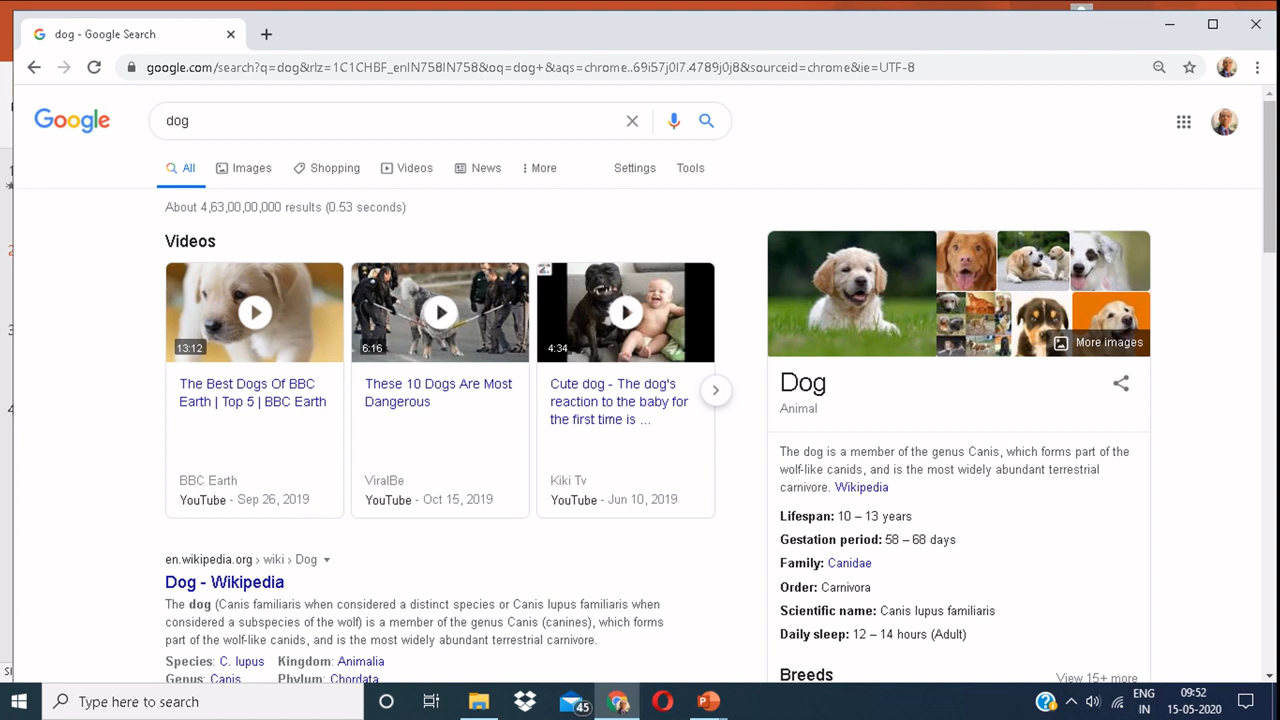 dog - Google Search
google.com/search?q=dog&rlz=1C1CHBF_enIN758IN758&oq=dog+&aqs=chrome..69i57j0l7.4789j0j8&sourceid=chrome&ie=UTF-8
Google
dog
All Images Shopping Videos News More Settings Tools
About 4,63,00,00,000 results (0.53 seconds)
Videos
13:12
6:16
4:34
The Best Dogs Of BBC
Earth | Top 5 | BBC Earth
BBC Earth
YouTube - Sep 26, 2019
These 10 Dogs Are Most
Dangerous
ViralBe
YouTube - Oct 15, 2019
Cute dog - The dog's
reaction to the baby for
the first time is ...
Kiki Tv
YouTube - Jun 10, 2019
en.wikipedia.org › wiki › Dog
Dog - Wikipedia
The dog (Canis familiaris when considered a distinct species or Canis lupus familiaris when
considered a subspecies of the wolf) is a member of the genus Canis (canines), which forms
part of the wolf-like canids, and is the most widely abundant terrestrial carnivore.
Species: C. lupus Kingdom: Animalia
Genus: Canis Phylum: Chordata
More images
Dog
Animal
The dog is a member of the genus Canis, which forms part of the
wolf-like canids, and is the most widely abundant terrestrial
carnivore. Wikipedia
Lifespan: 10 – 13 years
Gestation period: 58 – 68 days
Family: Canidae
Order: Carnivora
Scientific name: Canis lupus familiaris
Daily sleep: 12 – 14 hours (Adult)
Breeds View 15+ more
Type here to search
45
ENG
IN
09:52
15-05-2020